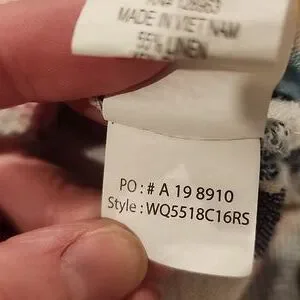 MADE IN VIETNAM
55% LINEN
PO : # A 19 8910
Style : WQ5518C16RS